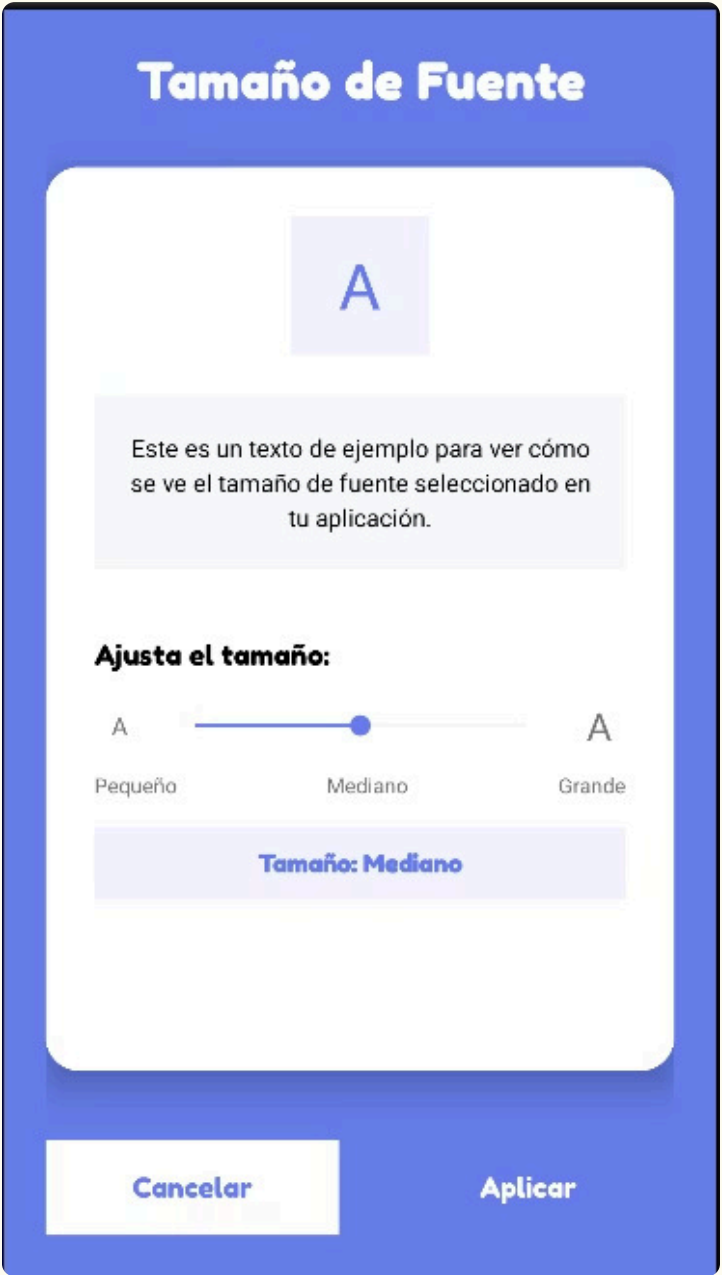 Tamaño de Fuente
A
Este es un texto de ejemplo para ver cómo
se ve el tamaño de fuente seleccionado en
tu aplicación.
Ajusta el tamaño:
A A
Pequeño Mediano Grande
Tamaño: Mediano
Cancelar Aplicar